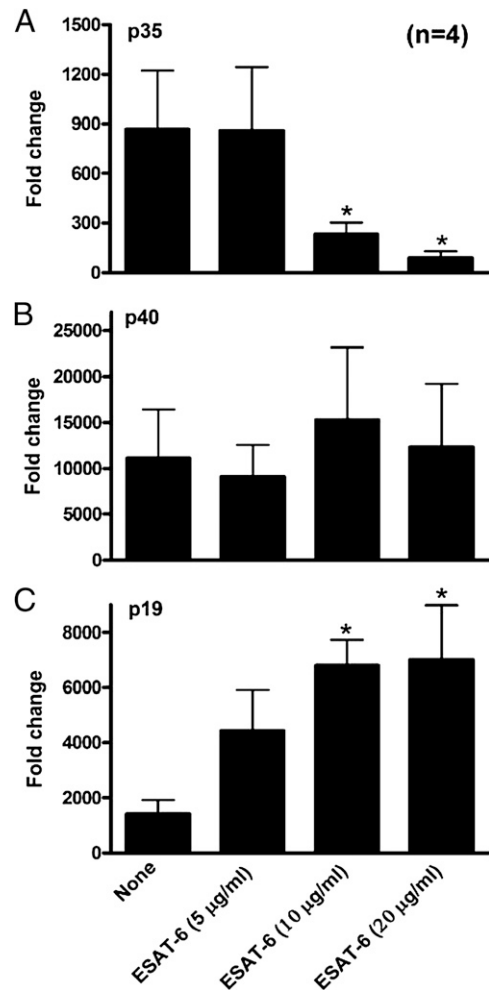 A
p35
(n=4)
1500
1200
900
600
300
0
Fold change
*
*
B
p40
25000
20000
15000
10000
5000
0
Fold change
C
p19
8000
6000
4000
2000
0
Fold change
*
*
None
ESAT-6 (5 μg/ml)
ESAT-6 (10 μg/ml)
ESAT-6 (20 μg/ml)